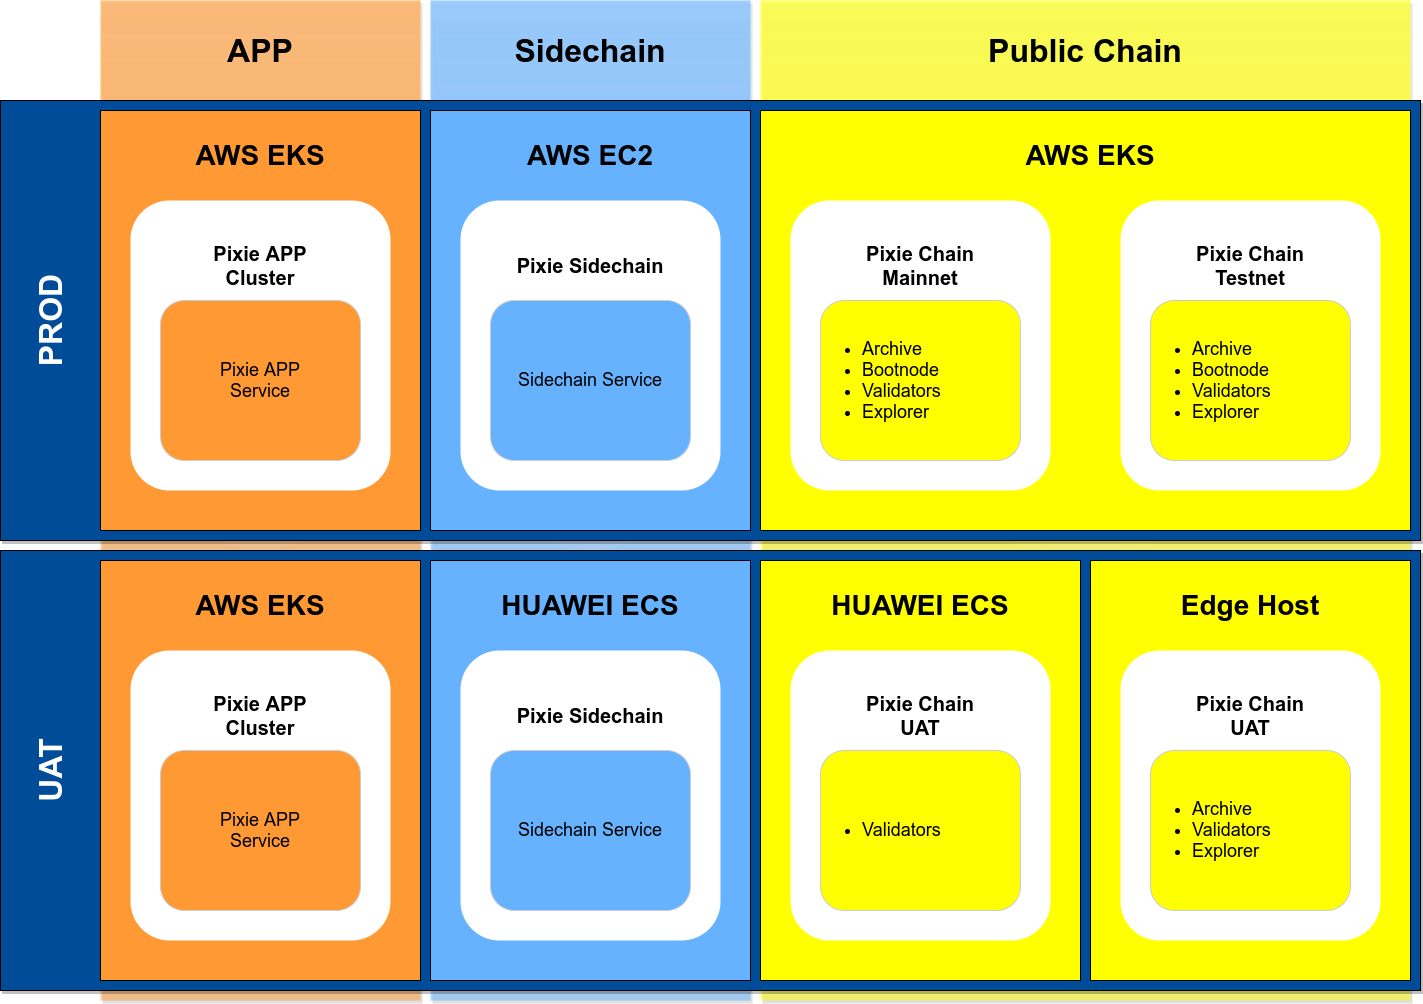 APP
Sidechain
Public Chain
PROD
AWS EKS
Pixie APP
Cluster
Pixie APP
Service
AWS EC2
Pixie Sidechain
Sidechain Service
AWS EKS
Pixie Chain
Mainnet
• Archive
• Bootnode
• Validators
• Explorer
Pixie Chain
Testnet
• Archive
• Bootnode
• Validators
• Explorer
UAT
AWS EKS
Pixie APP
Cluster
Pixie APP
Service
HUAWEI ECS
Pixie Sidechain
Sidechain Service
HUAWEI ECS
Pixie Chain
UAT
• Validators
Edge Host
Pixie Chain
UAT
• Archive
• Validators
• Explorer